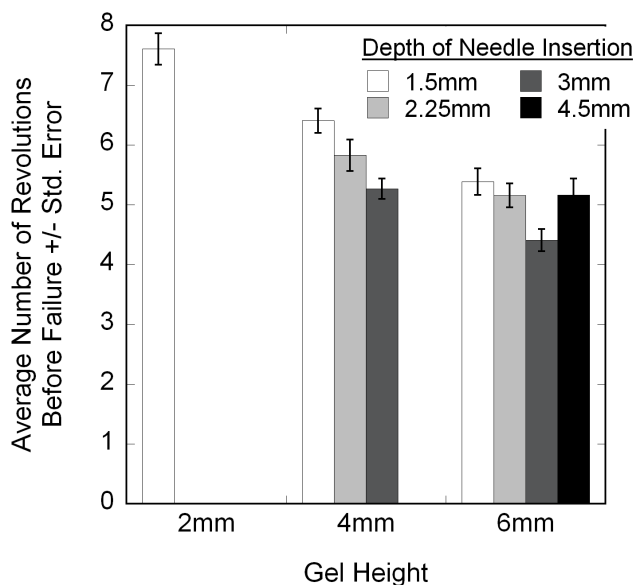 Average Number of Revolutions
Before Failure +/- Std. Error
8
7
6
5
4
3
2
1
0
Depth of Needle Insertion
1.5mm 3mm
2.25mm 4.5mm
2mm 4mm 6mm
Gel Height